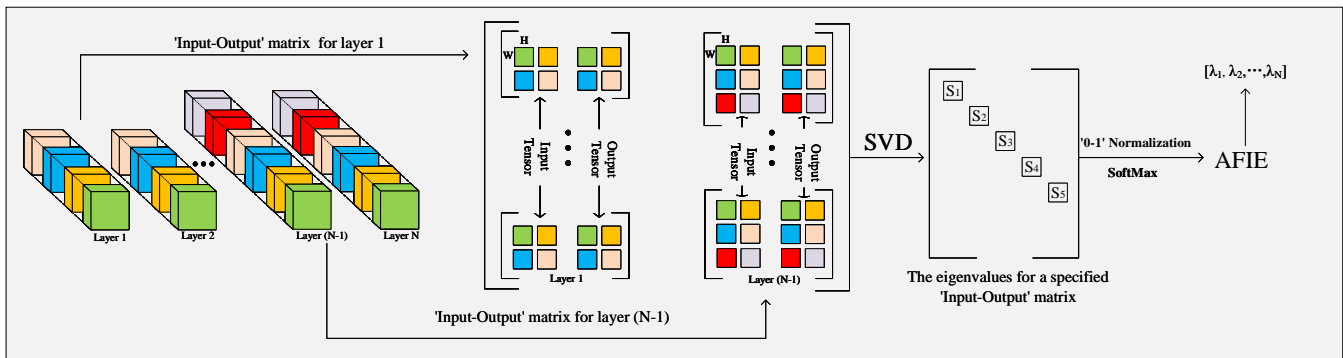 'Input-Output' matrix for layer 1
Layer 1
Layer 2
Layer (N-1)
Layer N
H
W
Input Tensor
Output Tensor
Layer 1
H
W
Input Tensor
Output Tensor
Layer (N-1)
'Input-Output' matrix for layer (N-1)
SVD
S1
S2
S3
S4
S5
The eigenvalues for a specified
'Input-Output' matrix
'0-1' Normalization
SoftMax
AFIE
[λ1, λ2,···,λN]